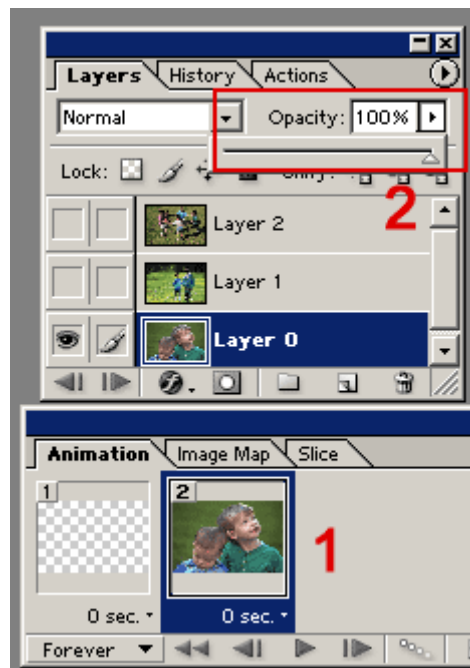 Layers History Actions
Normal Opacity: 100%
Lock:
2
Layer 2
Layer 1
Layer 0
Animation Image Map Slice
1 2
1
0 sec. 0 sec.
Forever